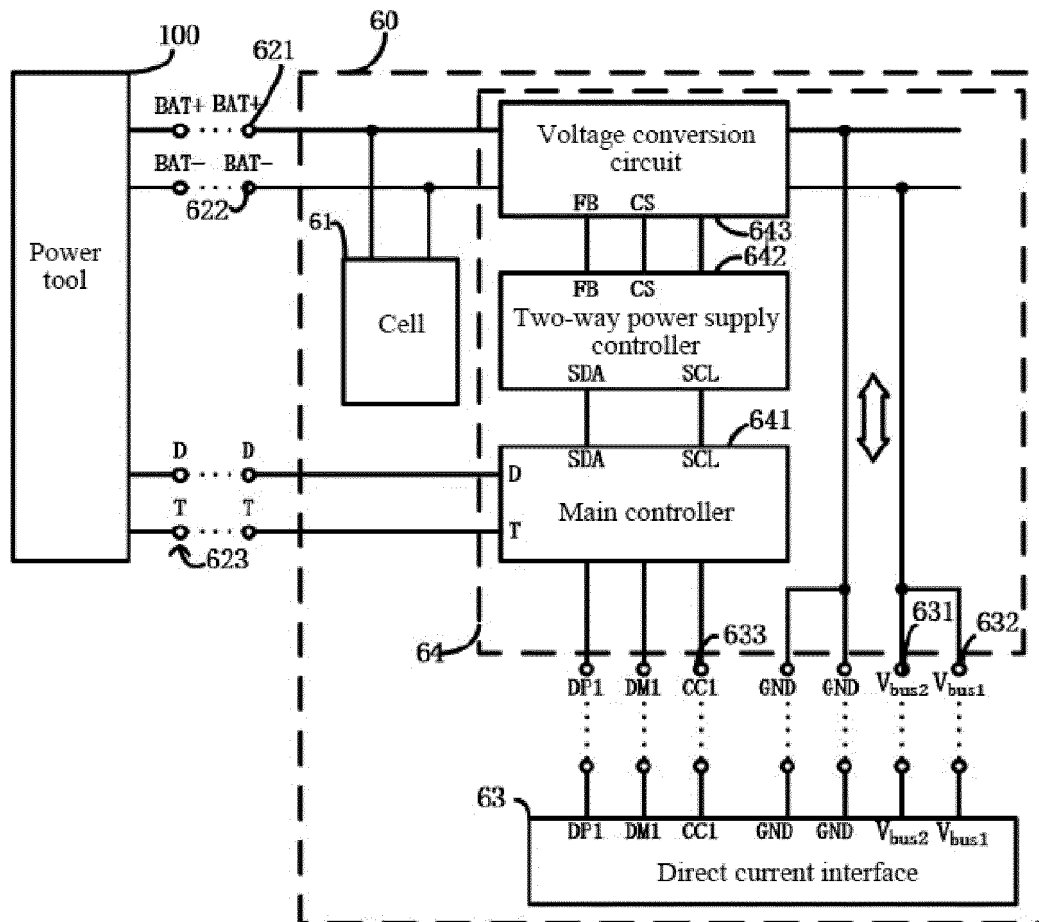 100
60
621
BAT+ BAT+
BAT- BAT-
622
Voltage conversion
circuit
FB CS
643
61
642
Power
tool
Cell
FB CS
Two-way power supply
controller
SDA SCL
641
D D
SDA SCL
D
T T
Main controller
T
623
64
633
631
632
DP1 DM1 CC1 GND GND Vbus2 Vbus1
63
DP1 DM1 CC1 GND GND Vbus2 Vbus1
Direct current interface